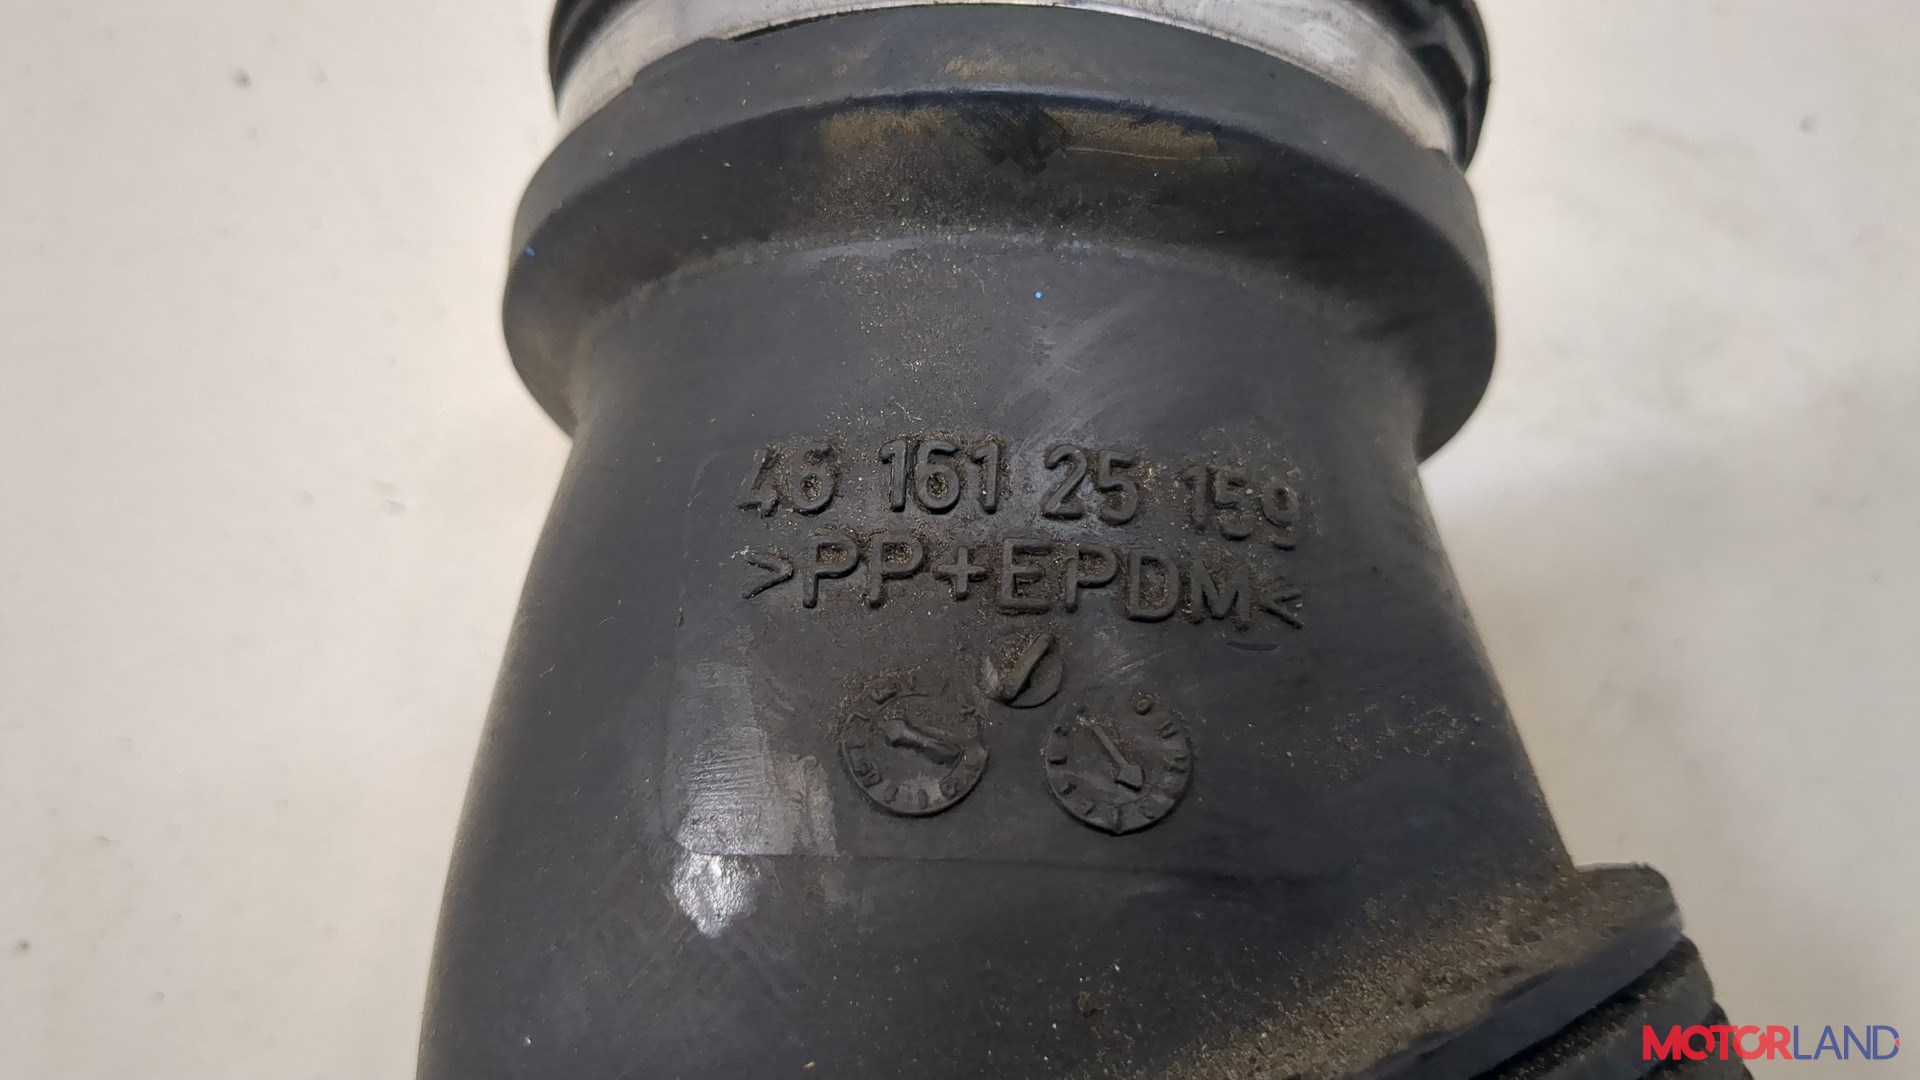 46 161 25 159
>PP+EPDM<
MOTORLAND